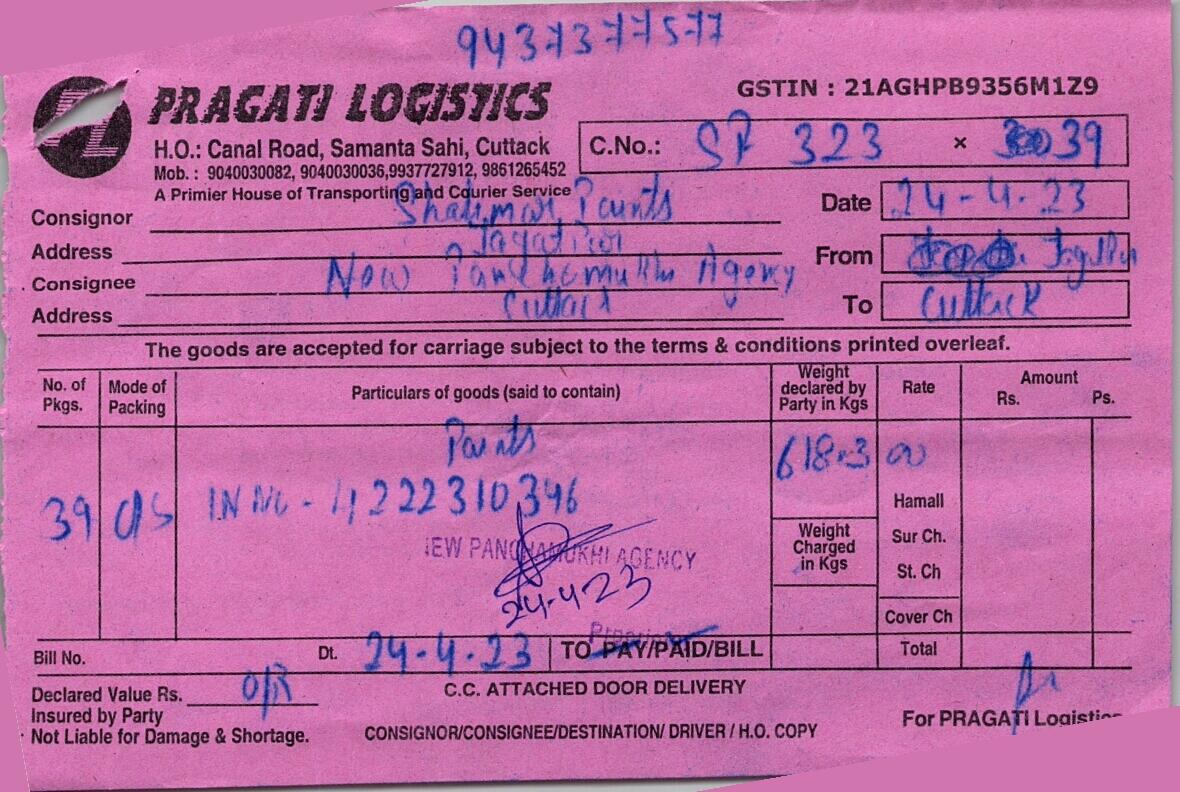 9437377577
PRAGATI LOGISTICS
GSTIN : 21AGHPB9356M1Z9
H.O.: Canal Road, Samanta Sahi, Cuttack
C.No.: SP 323 × 39
Mob. : 9040030082, 9040030036,9937727912, 9861265452
A Primier House of Transporting and Courier Service
Consignor Shalimar Paints
Date 24-4.23
Address Jagatpur
From
Consignee New Panchamukhi Agency
Address Cuttack
To Cuttack
The goods are accepted for carriage subject to the terms & conditions printed overleaf.
No. of Pkgs. Mode of Packing Particulars of goods (said to contain) Weight declared by Party in Kgs Rate Amount Rs. Ps.
Paints
618.300
39 IN NO - 4222310346
Hamall
NEW PANCHAMUKHI AGENCY
Weight Charged in Kgs
Sur Ch.
St. Ch
24-4-23
Cover Ch
Bill No. Dt. 24-4-23 TO PAY/PAID/BILL Total
Declared Value Rs.
C.C. ATTACHED DOOR DELIVERY
Insured by Party
Not Liable for Damage & Shortage.
CONSIGNOR/CONSIGNEE/DESTINATION/ DRIVER / H.O. COPY
For PRAGATI Logistics